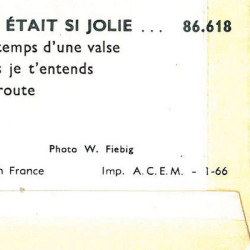 ÉTAIT SI JOLIE ... 86.618
temps d'une valse
s je t'entends
route
Photo W. Fiebig
n France Imp. A.C.E.M. - 1-66